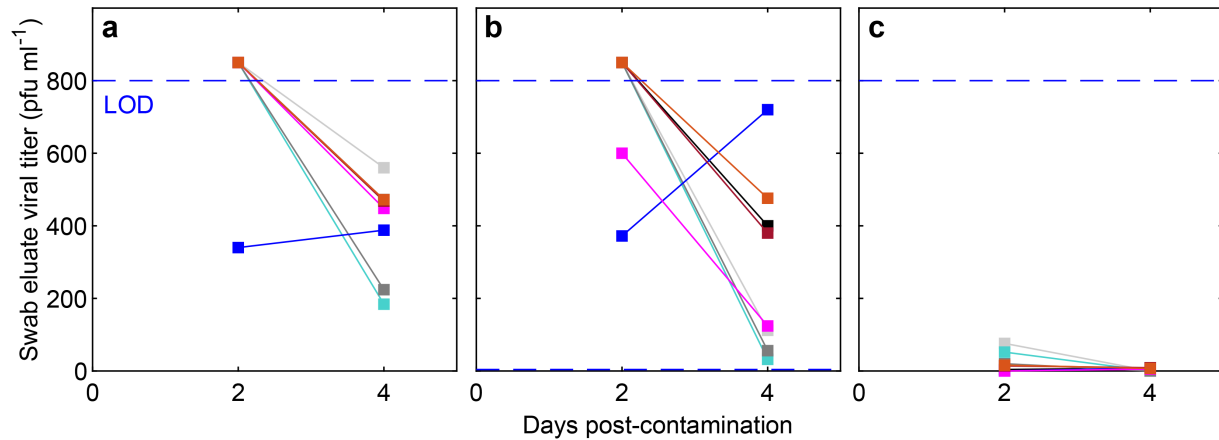 a b c
Swab eluate viral titer (pfu ml⁻¹)
800
600
400
200
0
LOD
0 2 4 0 2 4 0 2 4
Days post-contamination